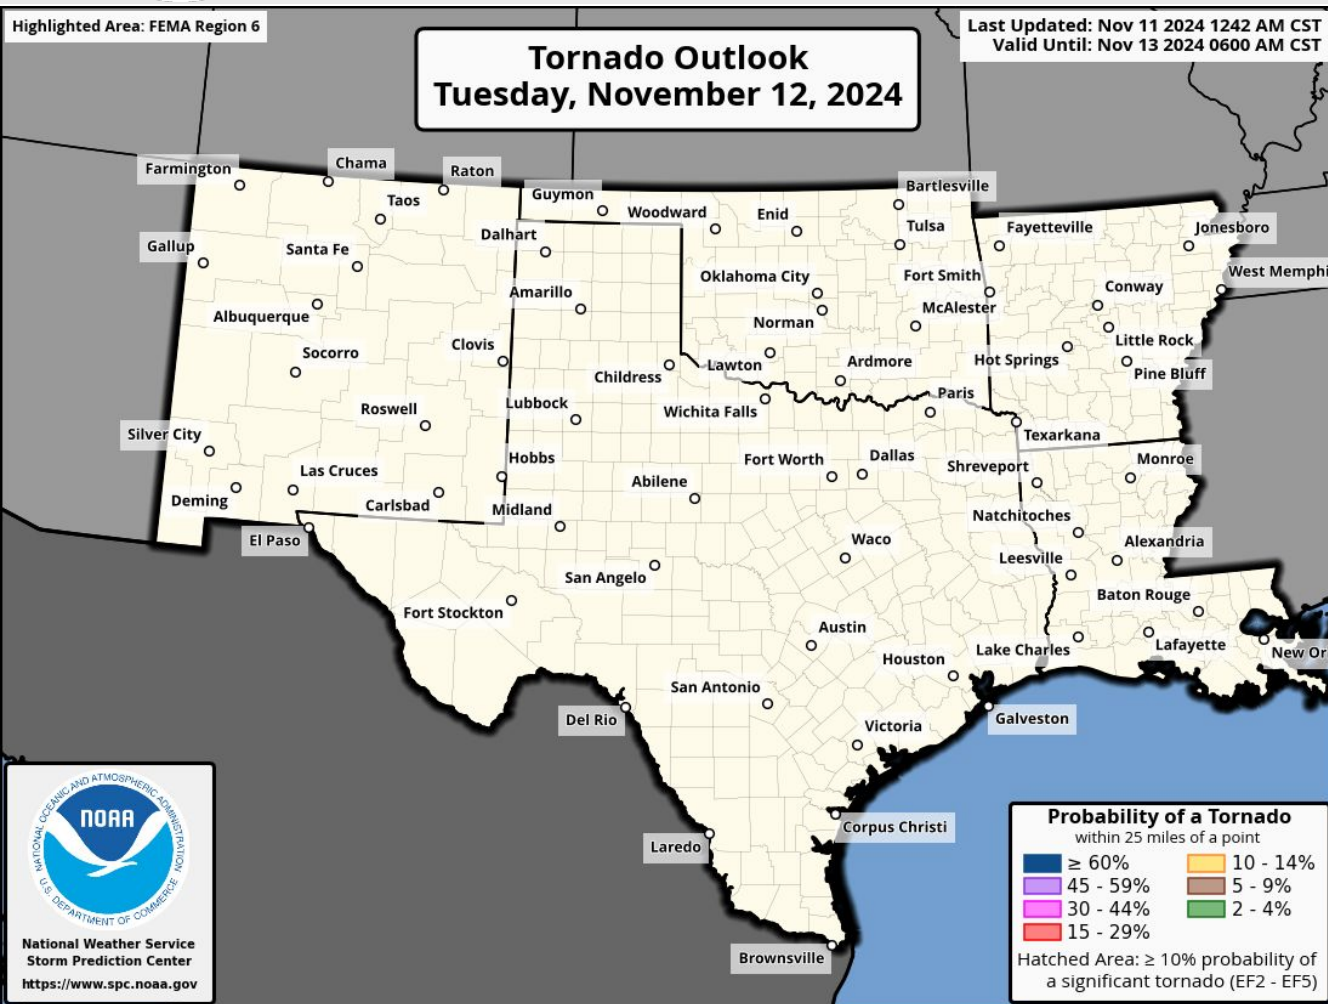 Highlighted Area: FEMA Region 6
Last Updated: Nov 11 2024 1242 AM CST
Valid Until: Nov 13 2024 0600 AM CST
Tornado Outlook
Tuesday, November 12, 2024
Farmington
Chama
Raton
Taos
Guymon
Woodward
Enid
Bartlesville
Gallup
Santa Fe
Dalhart
Tulsa
Fayetteville
Jonesboro
Albuquerque
Amarillo
Oklahoma City
Fort Smith
Conway
West Memphi
Norman
McAlester
Little Rock
Socorro
Clovis
Childress
Lawton
Ardmore
Hot Springs
Pine Bluff
Roswell
Lubbock
Wichita Falls
Paris
Texarkana
Silver City
Las Cruces
Hobbs
Abilene
Fort Worth
Dallas
Shreveport
Monroe
Deming
Carlsbad
Midland
Natchitoches
El Paso
San Angelo
Waco
Leesville
Alexandria
Fort Stockton
Austin
Baton Rouge
Houston
Lake Charles
Lafayette
New Or
San Antonio
Del Rio
Victoria
Galveston
Laredo
Corpus Christi
Brownsville
NATIONAL OCEANIC AND ATMOSPHERIC ADMINISTRATION
NOAA
U.S. DEPARTMENT OF COMMERCE
National Weather Service
Storm Prediction Center
https://www.spc.noaa.gov
Probability of a Tornado
within 25 miles of a point
≥ 60%
45 - 59%
30 - 44%
15 - 29%
10 - 14%
5 - 9%
2 - 4%
Hatched Area: ≥ 10% probability of
a significant tornado (EF2 - EF5)